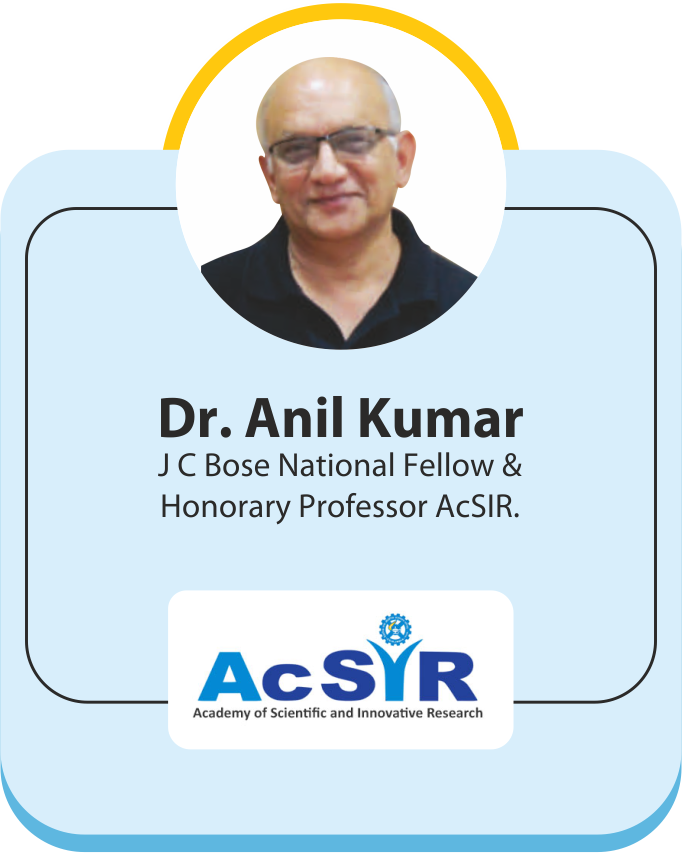 Dr. Anil Kumar
J C Bose National Fellow &
Honorary Professor AcSIR.
AcSIR
Academy of Scientific and Innovative Research